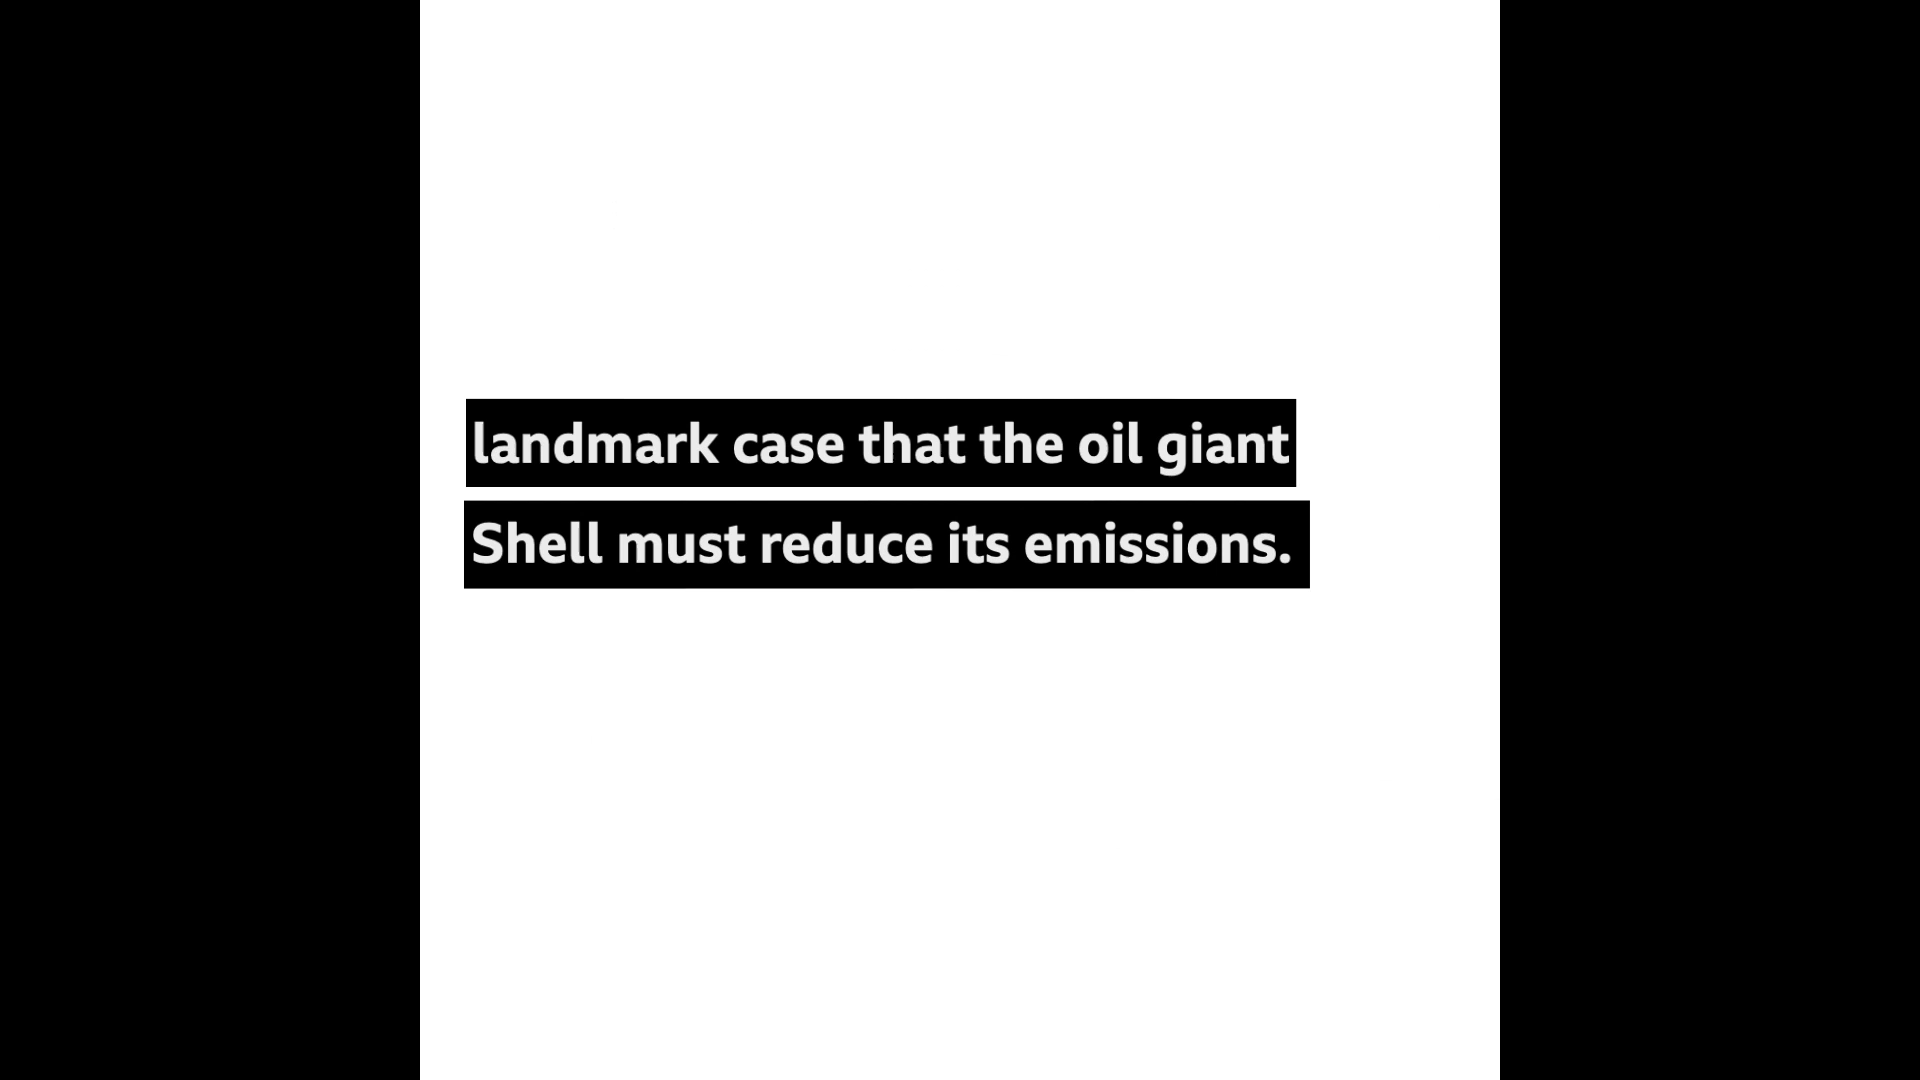 landmark case that the oil giant
Shell must reduce its emissions.